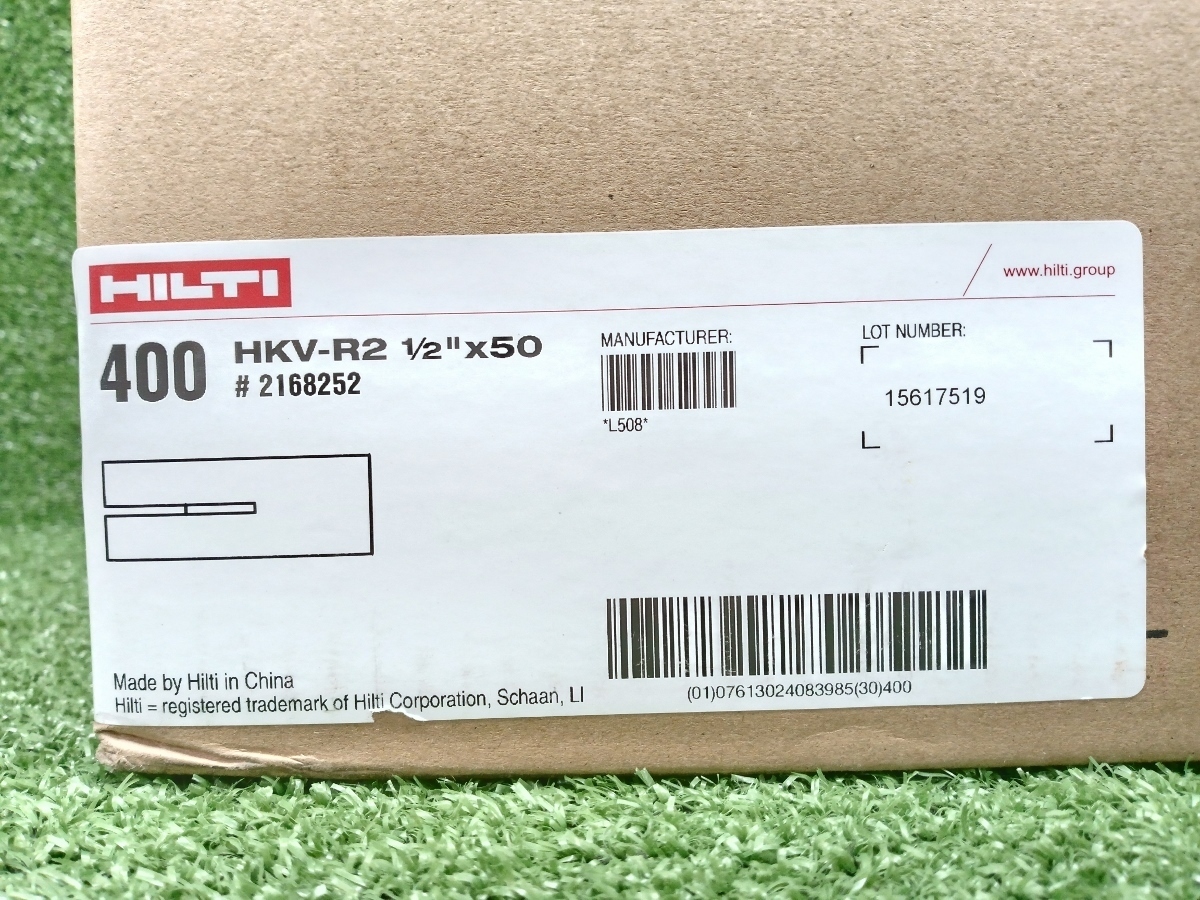 HILTI
www.hilti.group
400 HKV-R2 1/2"x50
# 2168252
MANUFACTURER:
*L508*
LOT NUMBER:
15617519
Made by Hilti in China
Hilti = registered trademark of Hilti Corporation, Schaan, LI
(01)07613024083985(30)400